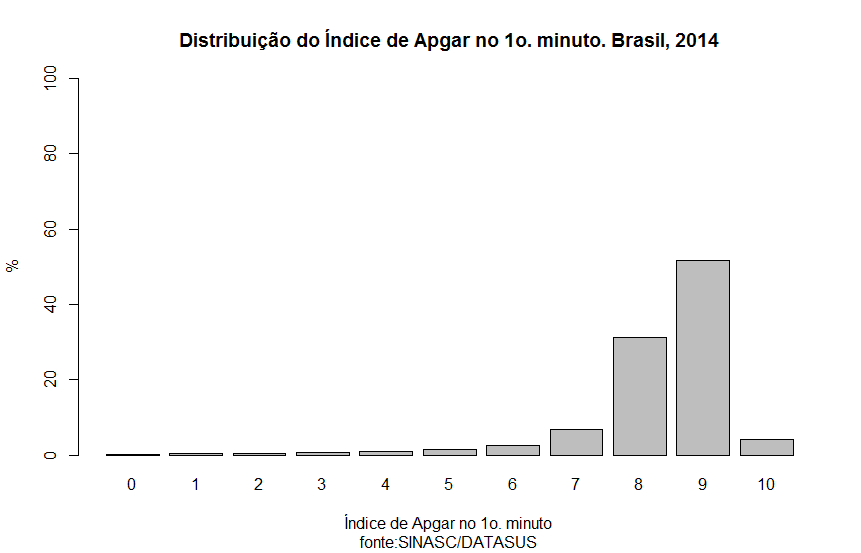 Distribuição do Índice de Apgar no 1o. minuto. Brasil, 2014
100
80
60
40
20
0
%
0 1 2 3 4 5 6 7 8 9 10
Índice de Apgar no 1o. minuto
fonte:SINASC/DATASUS